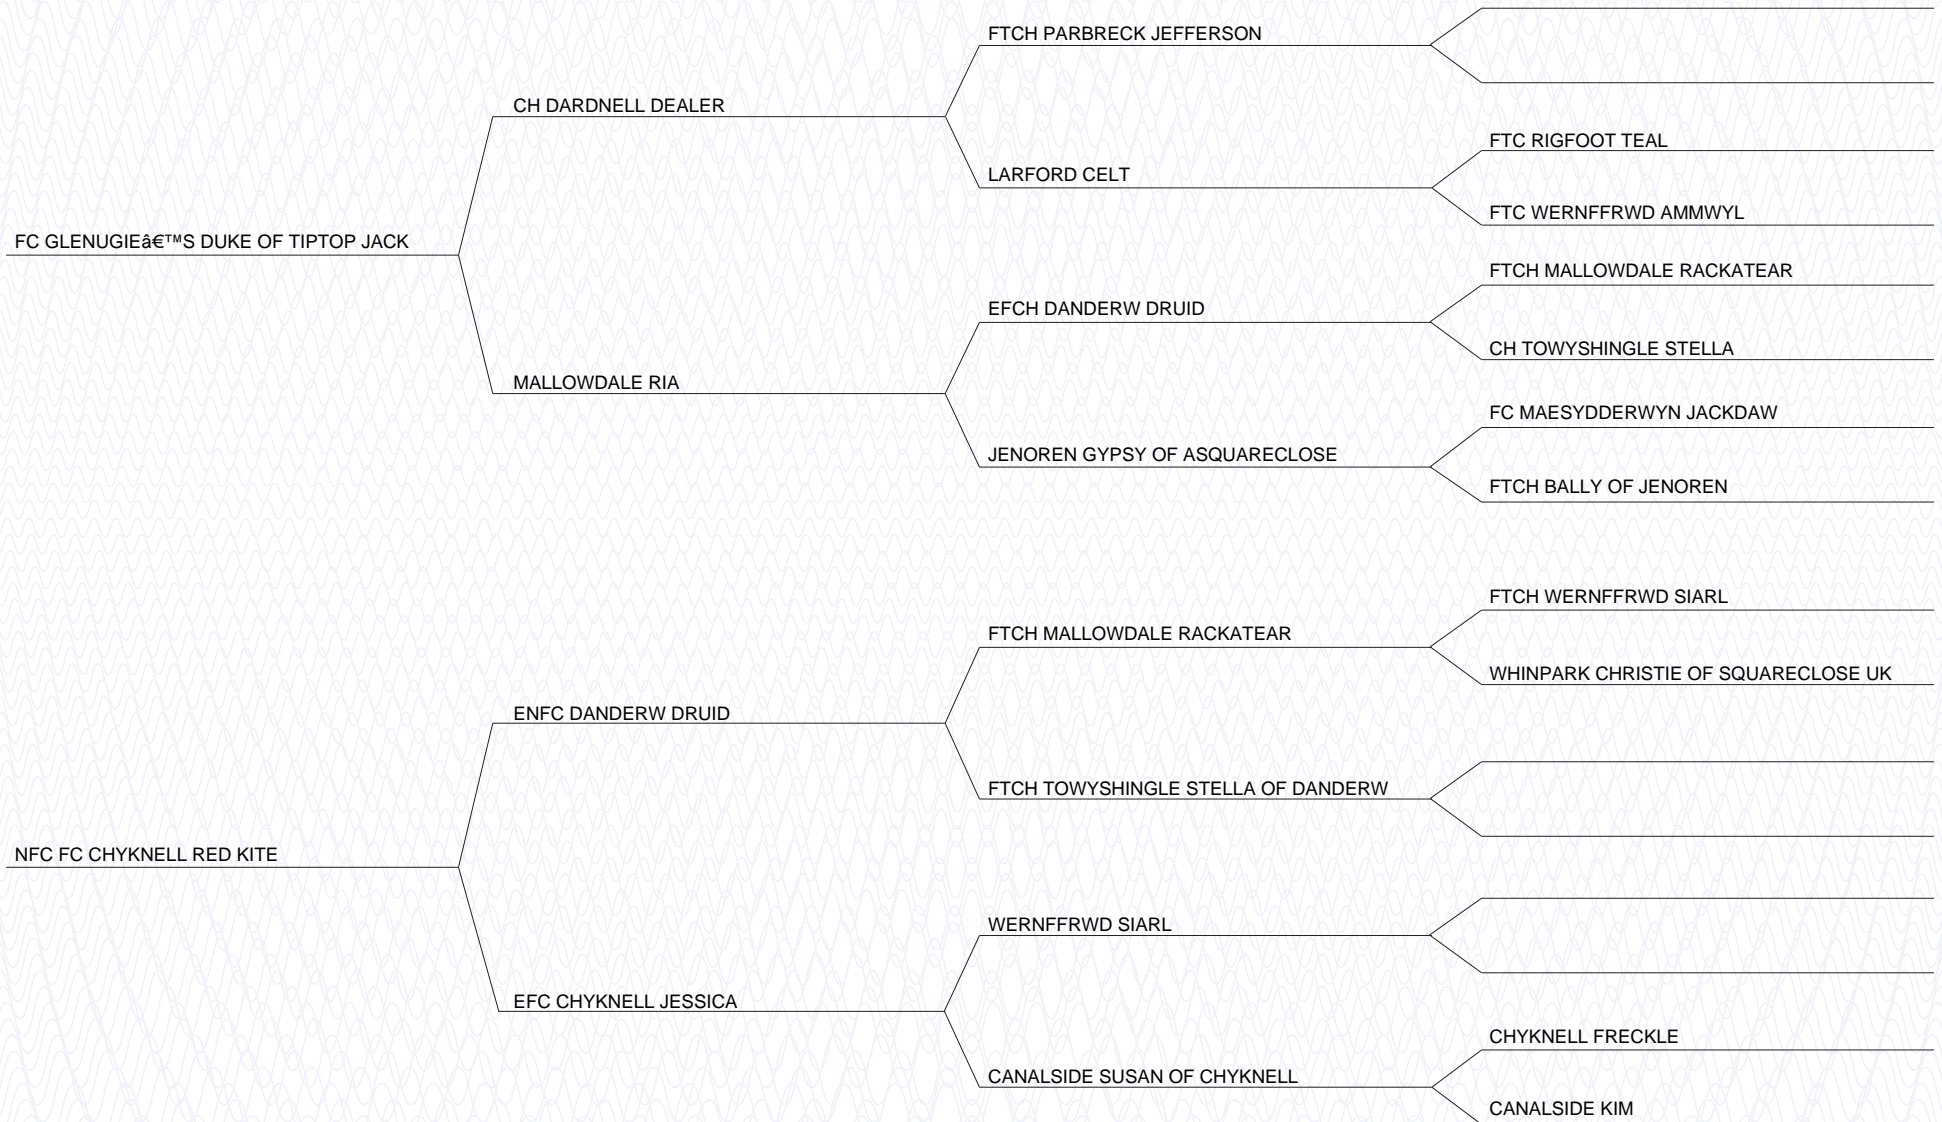 FTCH PARBRECK JEFFERSON
CH DARDNELL DEALER
FTC RIGFOOT TEAL
LARFORD CELT
FTC WERNFFRWD AMMWYL
FC GLENUGIEâ€™S DUKE OF TIPTOP JACK
FTCH MALLOWDALE RACKATEAR
EFCH DANDERW DRUID
CH TOWYSHINGLE STELLA
MALLOWDALE RIA
FC MAESYDDERWYN JACKDAW
JENOREN GYPSY OF ASQUARECLOSE
FTCH BALLY OF JENOREN
FTCH WERNFFRWD SIARL
FTCH MALLOWDALE RACKATEAR
WHINPARK CHRISTIE OF SQUARECLOSE UK
ENFC DANDERW DRUID
FTCH TOWYSHINGLE STELLA OF DANDERW
NFC FC CHYKNELL RED KITE
WERNFFRWD SIARL
EFC CHYKNELL JESSICA
CHYKNELL FRECKLE
CANALSIDE SUSAN OF CHYKNELL
CANALSIDE KIM